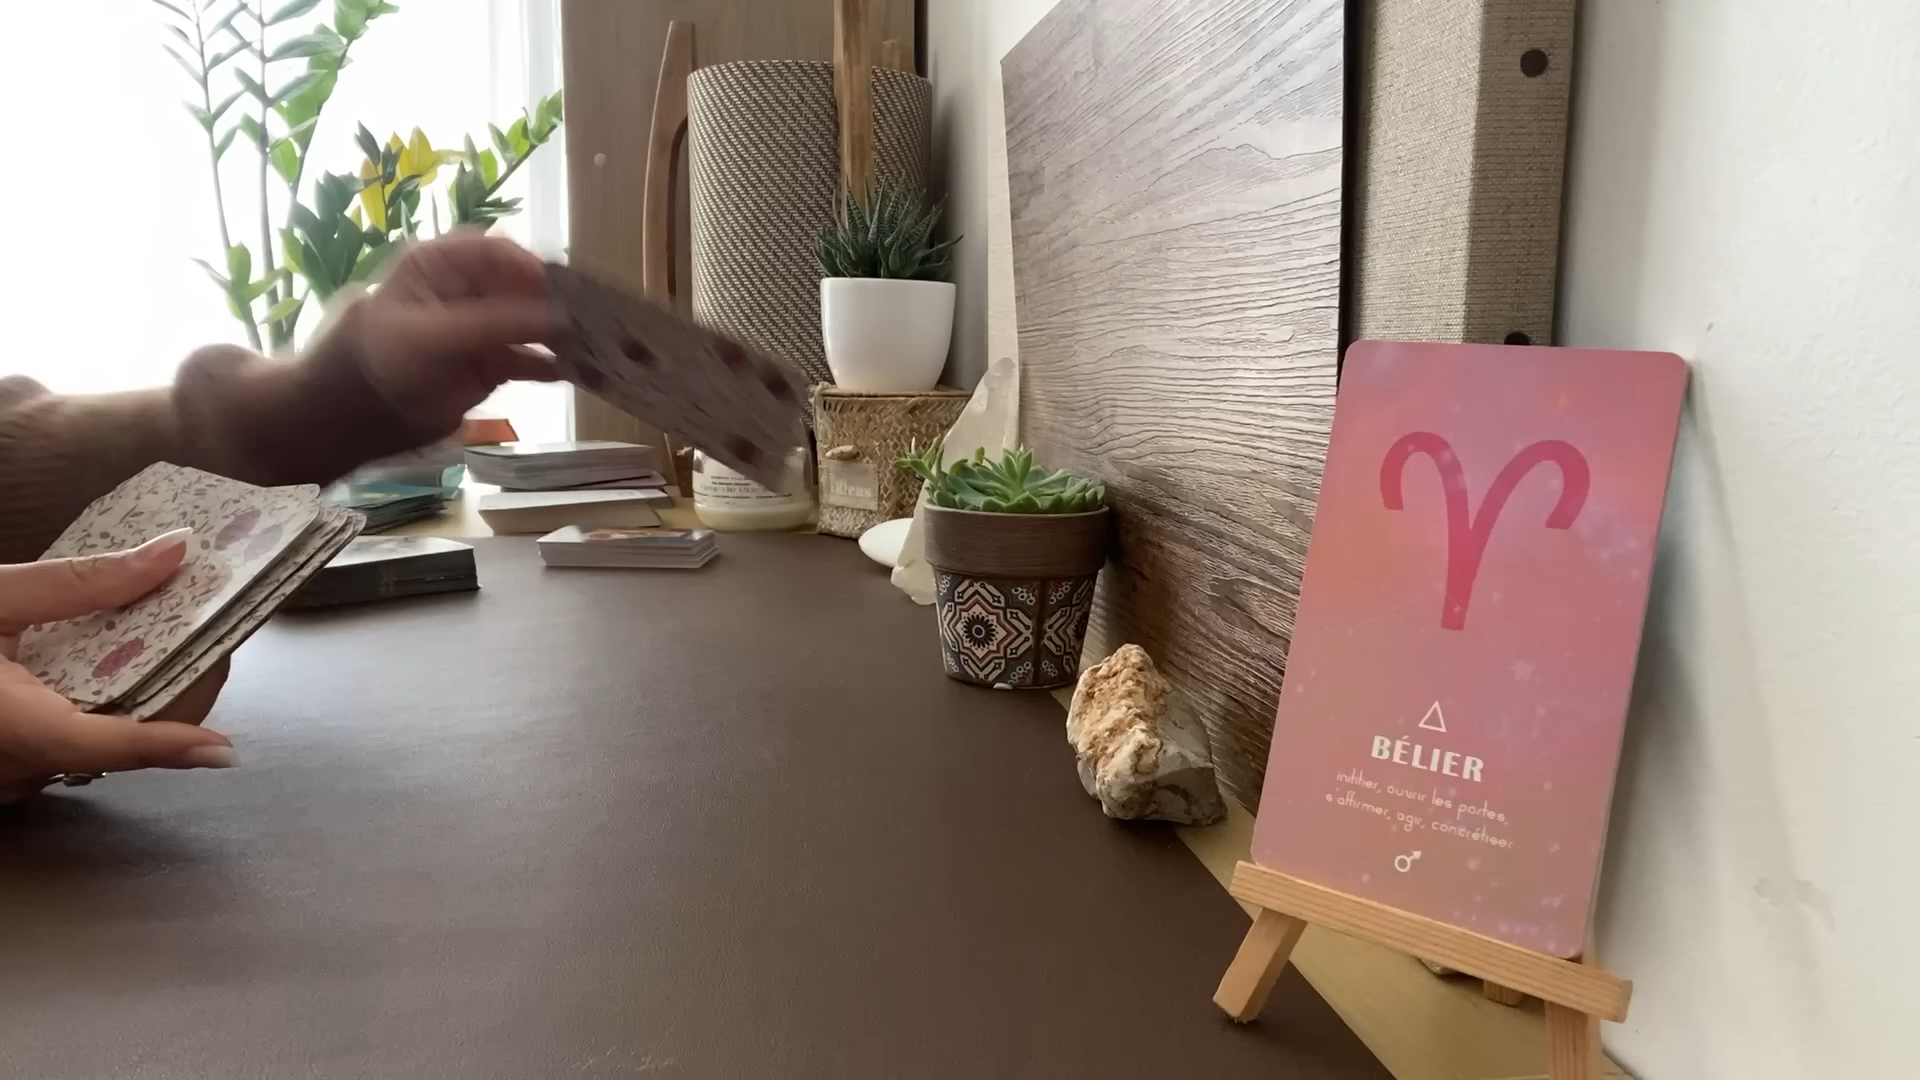 BÉLIER
initier, ouvrir les portes,
s'affirmer, agir, concrétiser